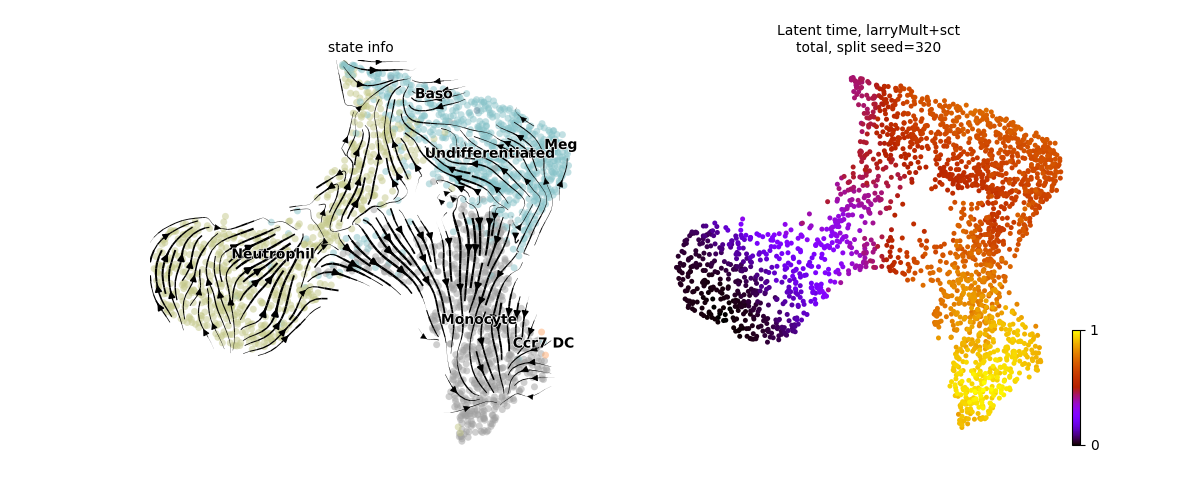 state info
Baso
Undifferentiated
Meg
Neutrophil
Monocyte
Ccr7 DC
Latent time, larryMult+sct
total, split seed=320
1
0